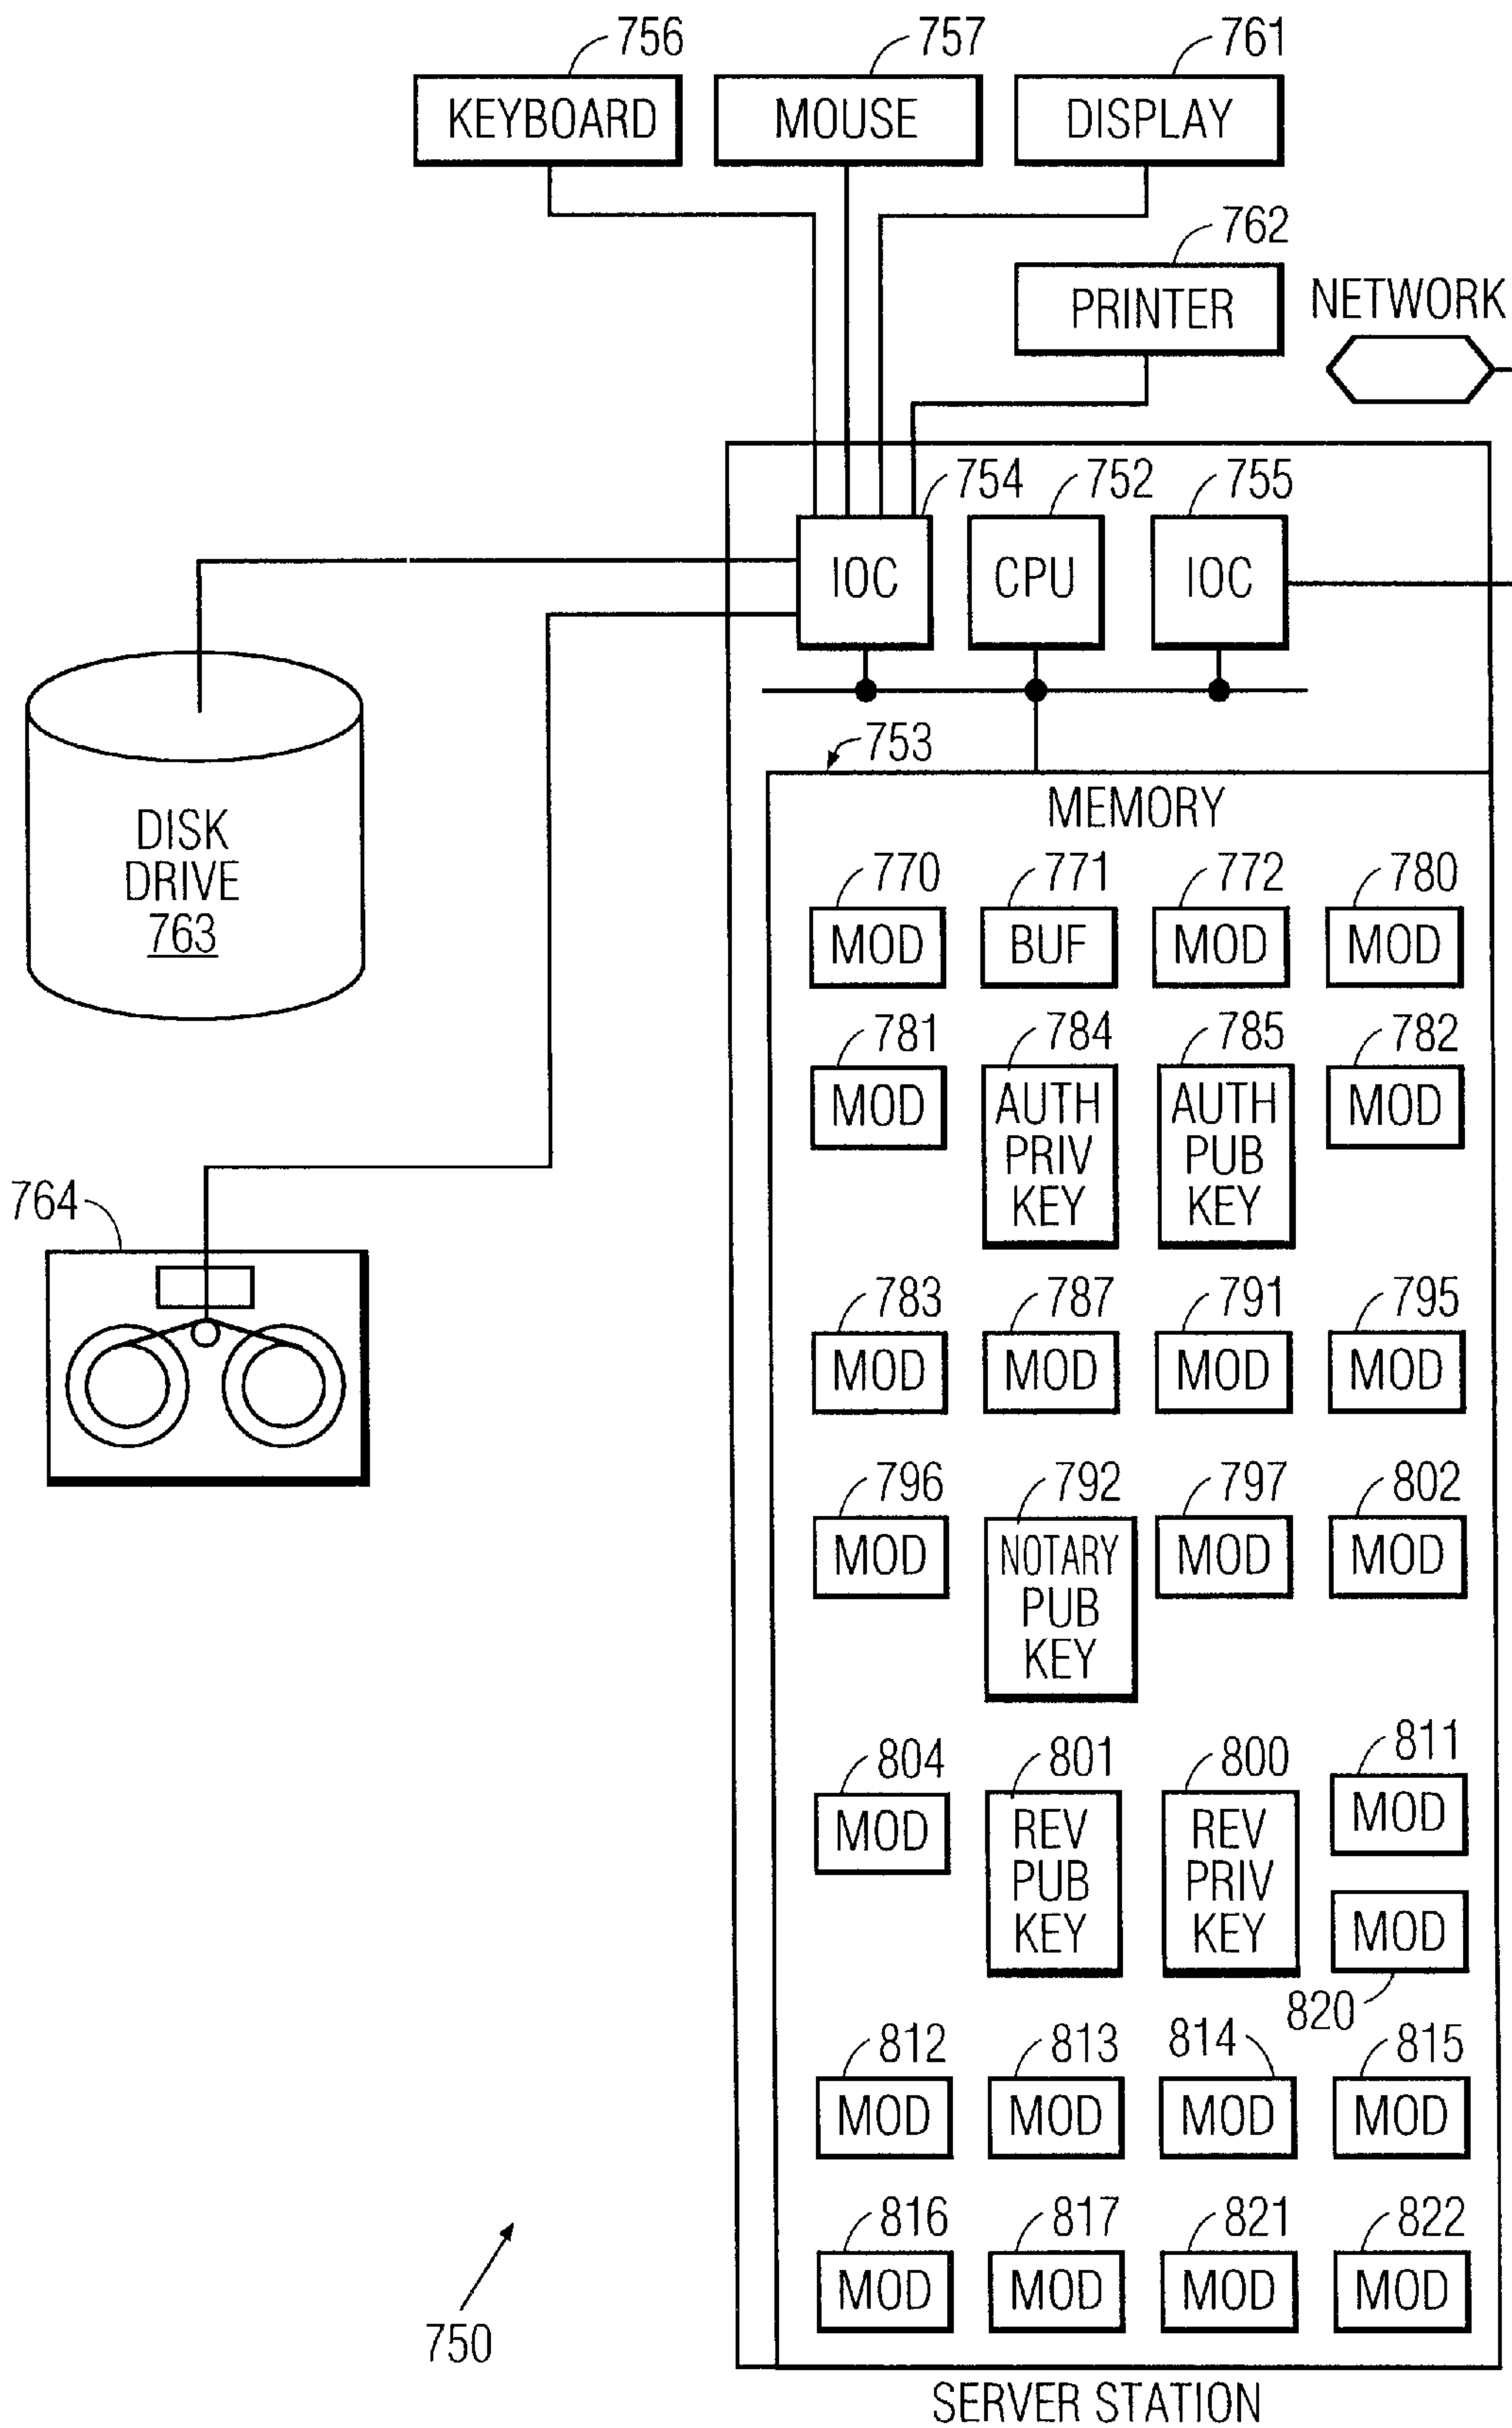 756
757
761
KEYBOARD
MOUSE
DISPLAY
762
PRINTER
NETWORK
754
752
755
IOC
CPU
IOC
753
MEMORY
DISK
DRIVE
763
770
771
772
780
MOD
BUF
MOD
MOD
781
784
785
782
MOD
AUTH
PRIV
KEY
AUTH
PUB
KEY
MOD
764
783
787
791
795
MOD
MOD
MOD
MOD
796
792
797
802
MOD
NOTARY
PUB
KEY
MOD
MOD
804
801
800
811
MOD
REV
PUB
KEY
REV
PRIV
KEY
MOD
MOD
820
812
813
814
815
MOD
MOD
MOD
MOD
816
817
821
822
MOD
MOD
MOD
MOD
750
SERVER STATION